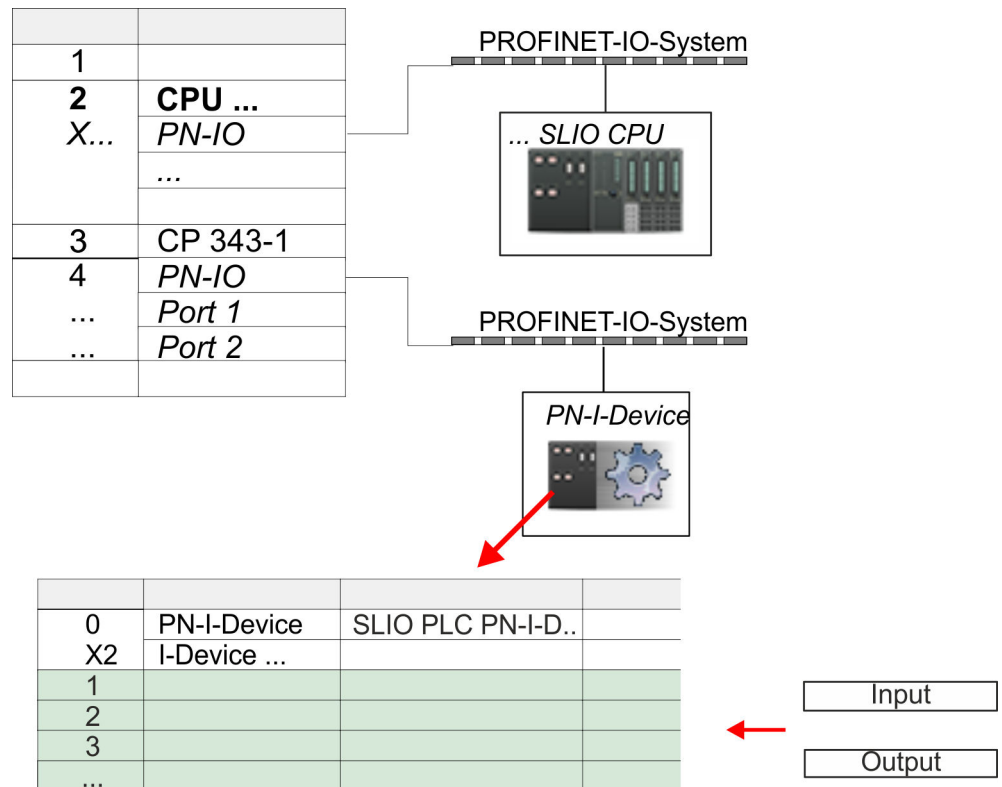 1
2 CPU ...
X... PN-IO
...
3 CP 343-1
4 PN-IO
... Port 1
... Port 2
PROFINET-IO-System
... SLIO CPU
PROFINET-IO-System
PN-I-Device
0 PN-I-Device SLIO PLC PN-I-D..
X2 I-Device ...
1
2
3
...
Input
Output